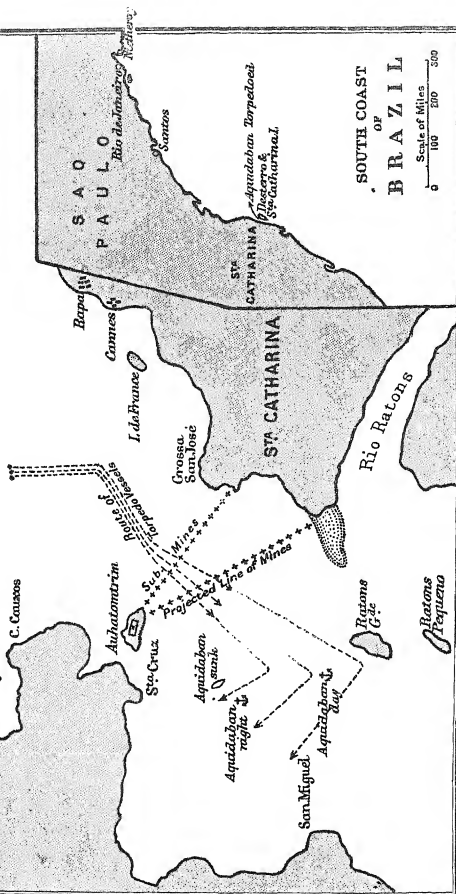 SAO
PAULO
Rio de Janeiro
Santos
Aquidaban Torpedoed
Desterro &
Sta Catharina I.
STA
CATHARINA
SOUTH COAST
OF
BRAZIL
Scale of Miles
0 100 200 300
Rapa
Cannes
I. de France
Grossa
San José
STA CATHARINA
Rio Ratons
C. Cauxos
Route of
Torpedo Vessels
Sub. Mines
Projected Line of Mines
Auhatomtrim
Sta Cruz
Aquidaban
sunk
Aquidaban
night
Aquidaban
day
San Miguel
Ratons
Gde
Ratons
Pequeno